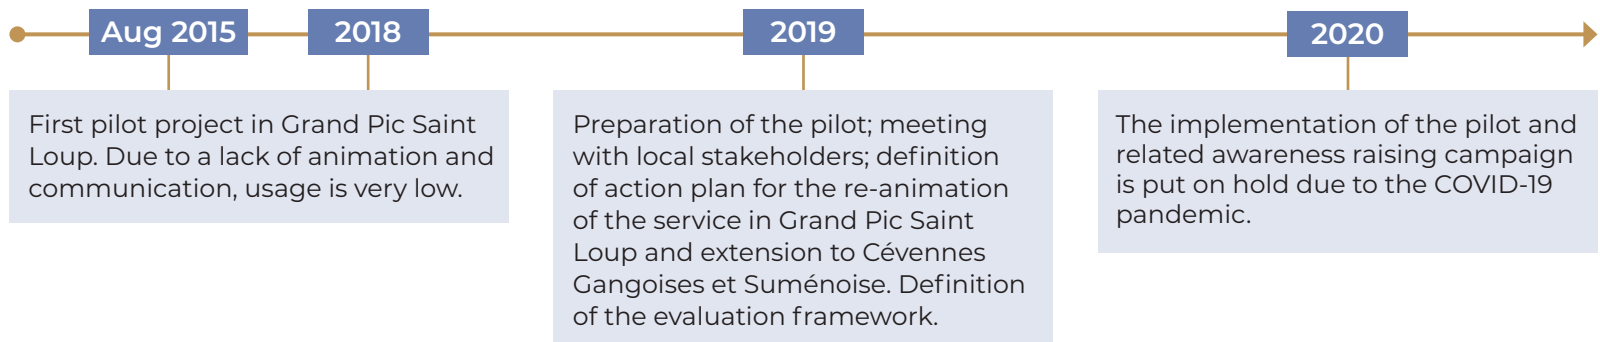 Aug 2015
2018
2019
2020
First pilot project in Grand Pic Saint
Loup. Due to a lack of animation and
communication, usage is very low.
Preparation of the pilot; meeting
with local stakeholders; definition
of action plan for the re-animation
of the service in Grand Pic Saint
Loup and extension to Cévennes
Gangoises et Suménoise. Definition
of the evaluation framework.
The implementation of the pilot and
related awareness raising campaign
is put on hold due to the COVID-19
pandemic.